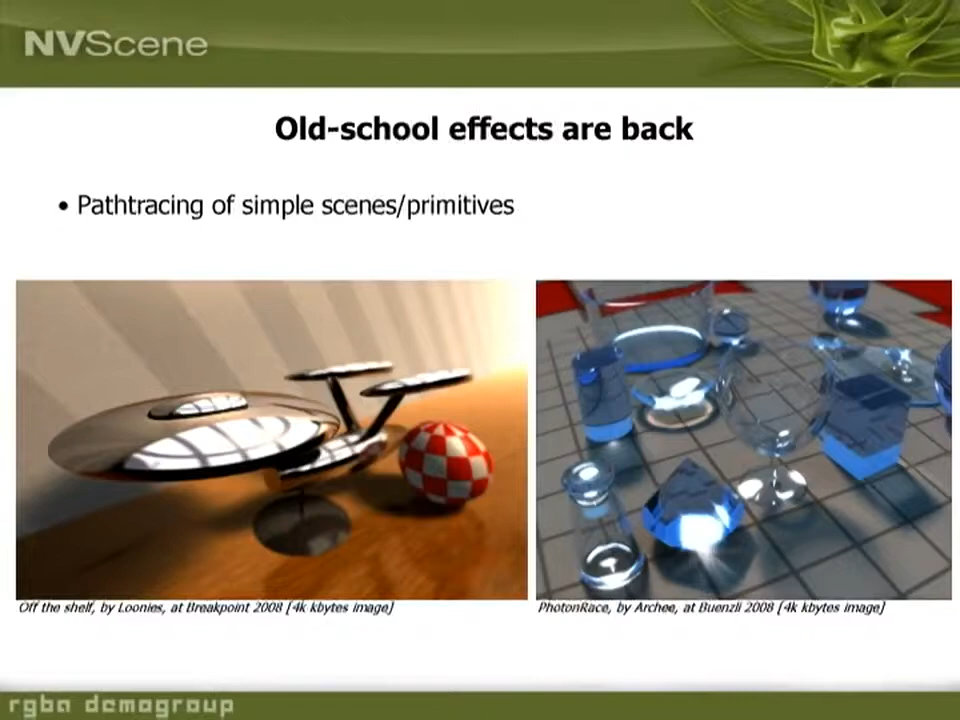 NVScene
Old-school effects are back
• Pathtracing of simple scenes/primitives
Off the shelf, by Loonies, at Breakpoint 2008 [4k kbytes image]
PhotonRace, by Archee, at Buenzli 2008 [4k kbytes image]
rgba demogroup